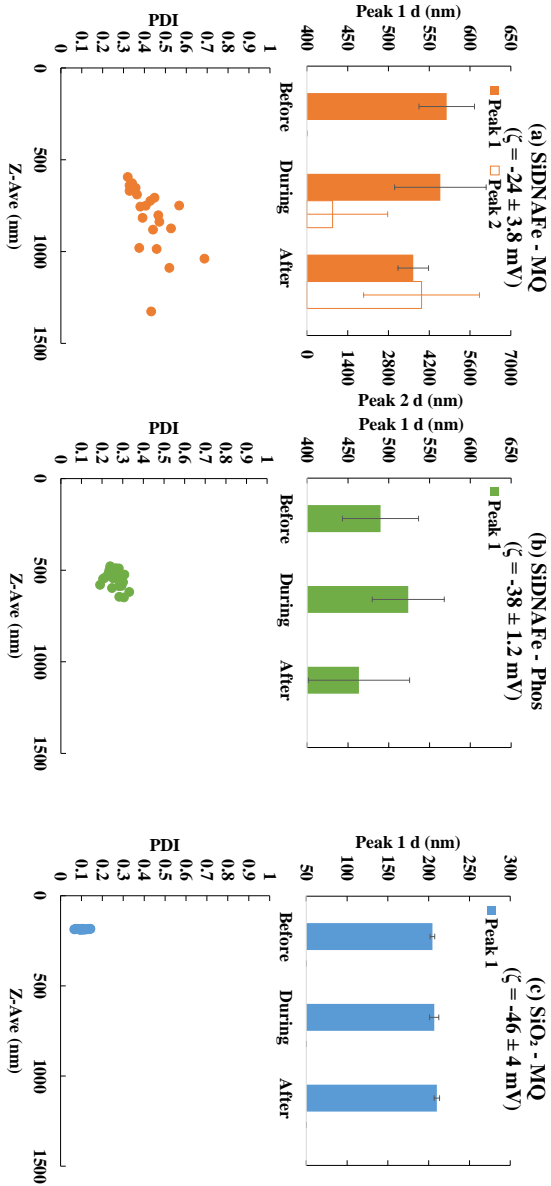 (a) SiDNAFe - MQ
(ζ = -24 ± 3.8 mV)
Peak 1
Peak 2
Peak 1 d (nm)
650
600
550
500
450
400
Peak 2 d (nm)
7000
5600
4200
2800
1400
0
Before
During
After
PDI
1
0.9
0.8
0.7
0.6
0.5
0.4
0.3
0.2
0.1
0
0
500
1000
1500
Z-Ave (nm)
(b) SiDNAFe - Phos
(ζ = -38 ± 1.2 mV)
Peak 1
Peak 1 d (nm)
650
600
550
500
450
400
Before
During
After
PDI
1
0.9
0.8
0.7
0.6
0.5
0.4
0.3
0.2
0.1
0
0
500
1000
1500
Z-Ave (nm)
(c) SiO₂ - MQ
(ζ = -46 ± 4 mV)
Peak 1
Peak 1 d (nm)
300
250
200
150
100
50
Before
During
After
PDI
1
0.9
0.8
0.7
0.6
0.5
0.4
0.3
0.2
0.1
0
0
500
1000
1500
Z-Ave (nm)